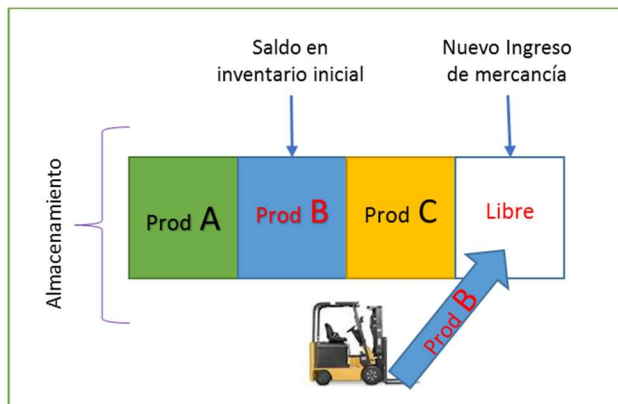 Saldo en
inventario inicial
Nuevo Ingreso
de mercancía
Almacenamiento
Prod A
Prod B
Prod C
Libre
Prod B